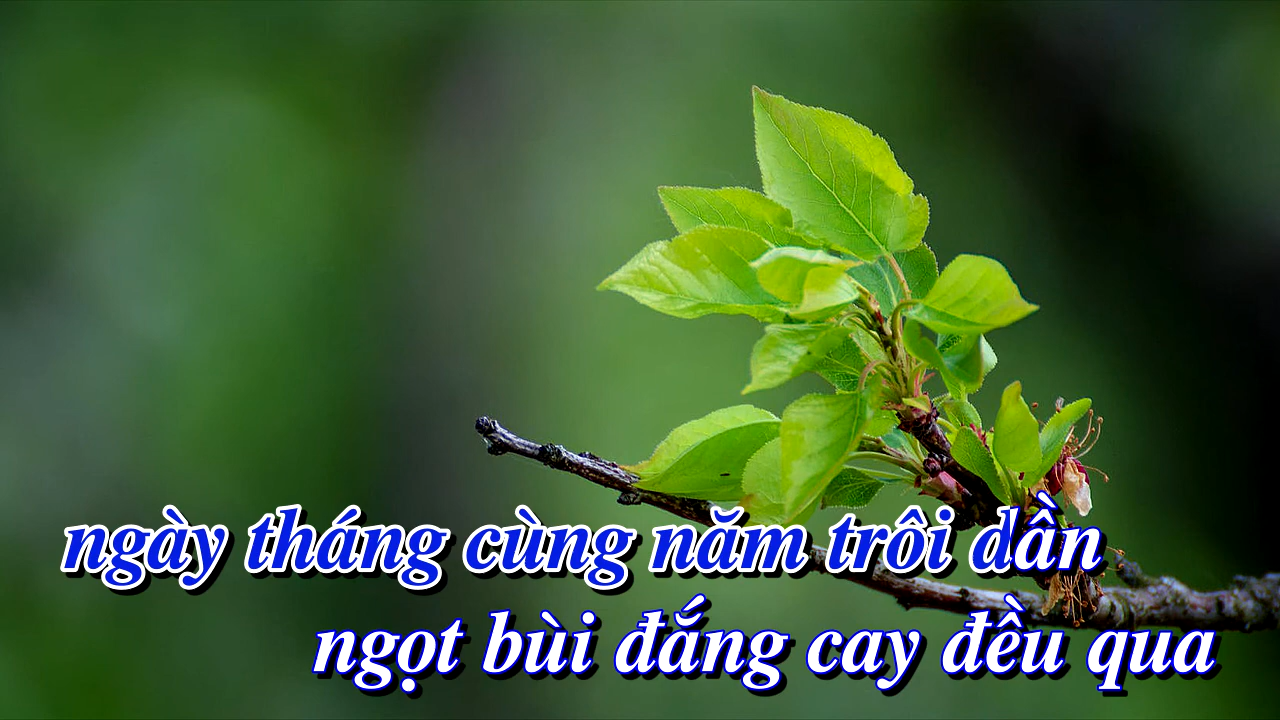 ngày tháng cùng năm trôi dần
ngọt bùi đắng cay đều qua